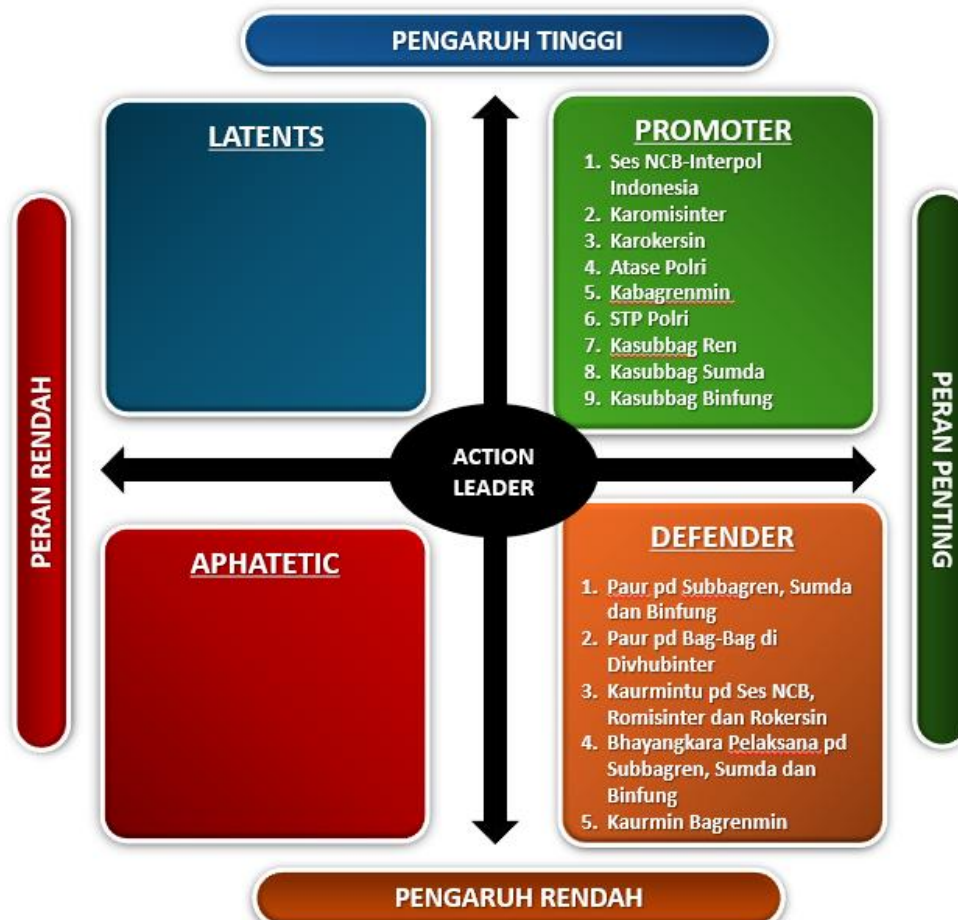 PENGARUH TINGGI
LATENTS
PROMOTER
1. Ses NCB-Interpol
Indonesia
2. Karomisinter
3. Karokersin
4. Atase Polri
5. Kabagrenmin
6. STP Polri
7. Kasubbag Ren
8. Kasubbag Sumda
9. Kasubbag Binfung
PERAN RENDAH
ACTION
LEADER
PERAN PENTING
APHATETIC
DEFENDER
1. Paur pd Subbagren, Sumda
dan Binfung
2. Paur pd Bag-Bag di
Divhubinter
3. Kaurmintu pd Ses NCB,
Romisinter dan Rokersin
4. Bhayangkara Pelaksana pd
Subbagren, Sumda dan
Binfung
5. Kaurmin Bagrenmin
PENGARUH RENDAH